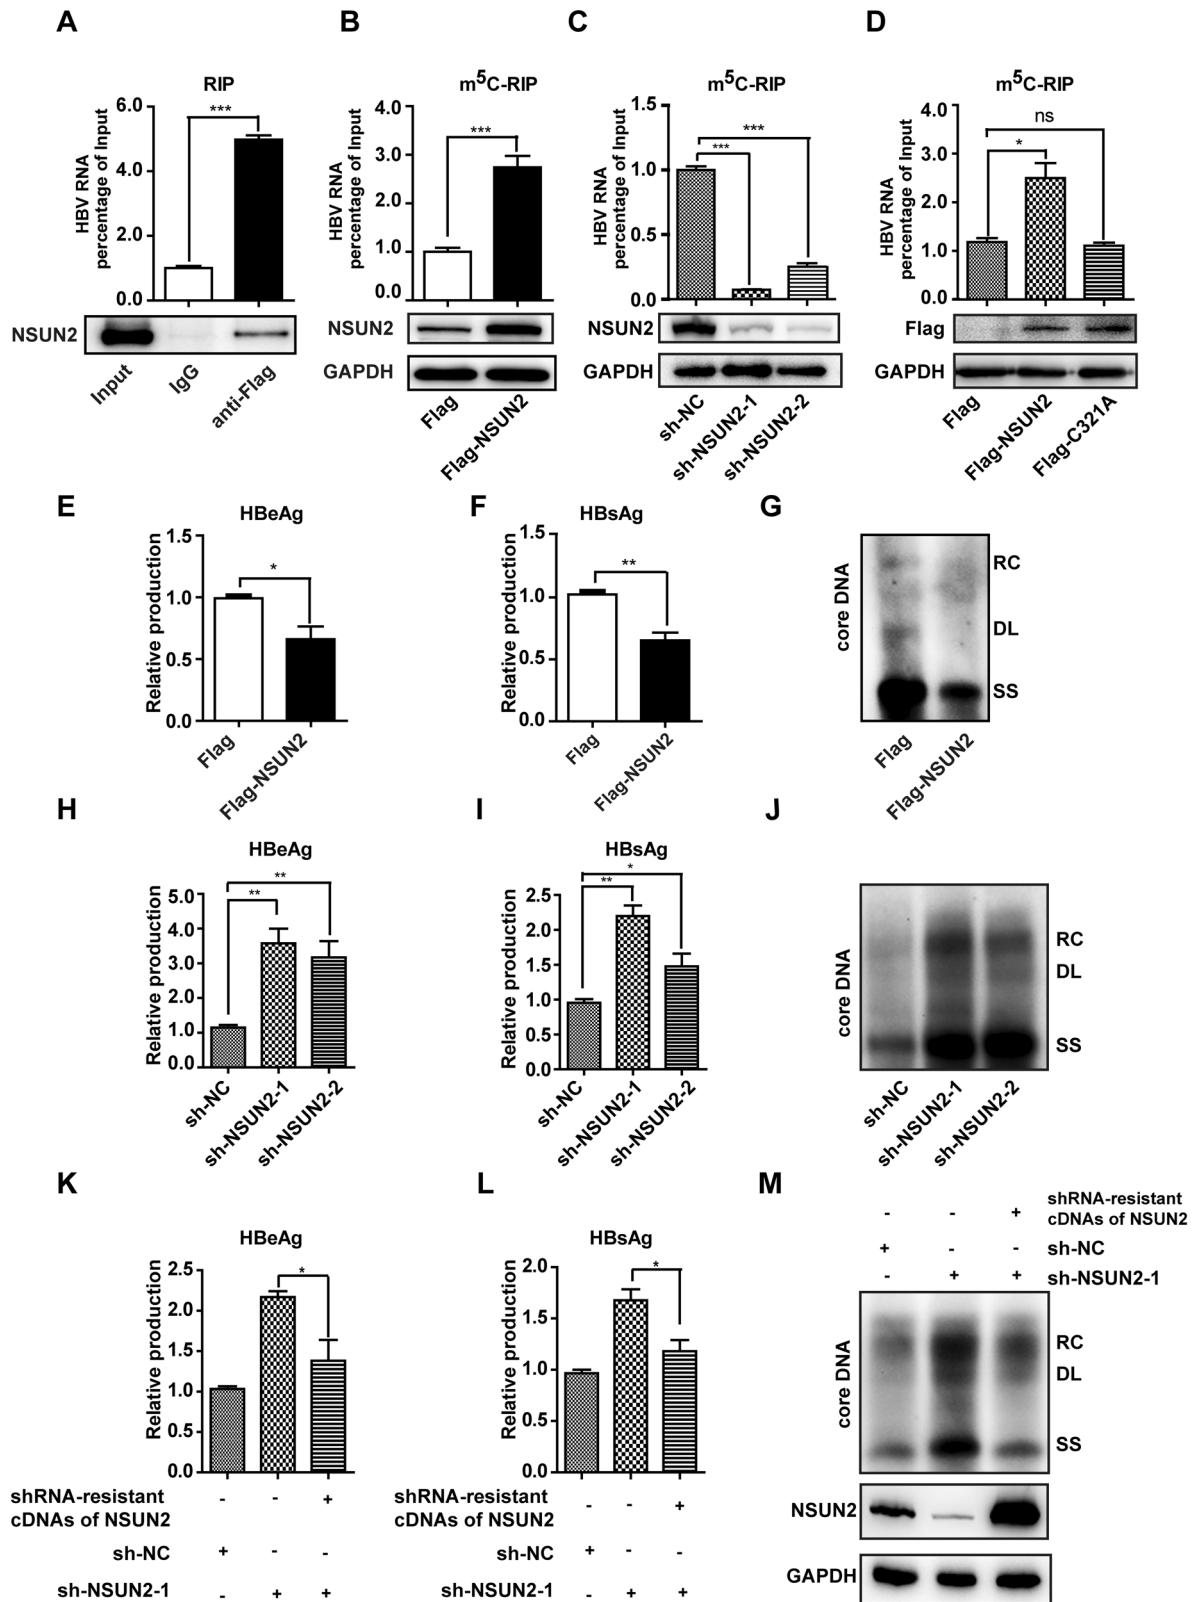 A
RIP
HBV RNA
percentage of Input
6.0
4.0
2.0
0.0
***
NSUN2
Input
IgG
anti-Flag
B
m5C-RIP
HBV RNA
percentage of Input
4.0
3.0
2.0
1.0
0.0
***
NSUN2
GAPDH
Flag
Flag-NSUN2
C
m5C-RIP
HBV RNA
percentage of Input
1.5
1.0
0.5
0.0
***
***
NSUN2
GAPDH
sh-NC
sh-NSUN2-1
sh-NSUN2-2
D
m5C-RIP
HBV RNA
percentage of Input
4.0
3.0
2.0
1.0
0.0
ns
*
Flag
GAPDH
Flag
Flag-NSUN2
Flag-C321A
E
HBeAg
Relative production
1.5
1.0
0.5
0.0
*
Flag
Flag-NSUN2
F
HBsAg
Relative production
1.5
1.0
0.5
0.0
**
Flag
Flag-NSUN2
G
core DNA
RC
DL
SS
Flag
Flag-NSUN2
H
HBeAg
Relative production
5.0
4.0
3.0
2.0
1.0
0.0
**
**
sh-NC
sh-NSUN2-1
sh-NSUN2-2
I
HBsAg
Relative production
2.5
2.0
1.5
1.0
0.5
0.0
*
**
sh-NC
sh-NSUN2-1
sh-NSUN2-2
J
core DNA
RC
DL
SS
sh-NC
sh-NSUN2-1
sh-NSUN2-2
K
HBeAg
Relative production
2.5
2.0
1.5
1.0
0.5
0.0
*
shRNA-resistant - - +
cDNAs of NSUN2
sh-NC + - -
sh-NSUN2-1 - + +
L
HBsAg
Relative production
2.0
1.5
1.0
0.5
0.0
*
shRNA-resistant - - +
cDNAs of NSUN2
sh-NC + - -
sh-NSUN2-1 - + +
M
- - + shRNA-resistant
cDNAs of NSUN2
+ - - sh-NC
- + + sh-NSUN2-1
core DNA
RC
DL
SS
NSUN2
GAPDH